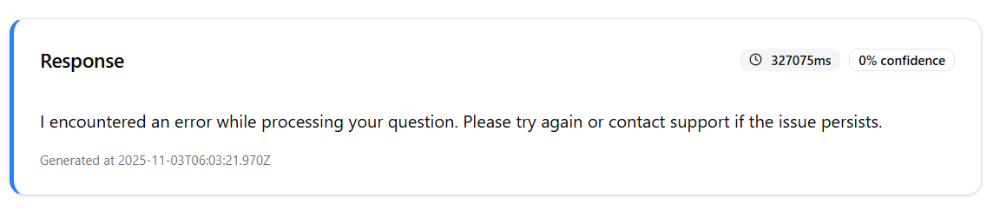 Response
327075ms
0% confidence
I encountered an error while processing your question. Please try again or contact support if the issue persists.
Generated at 2025-11-03T06:03:21.970Z